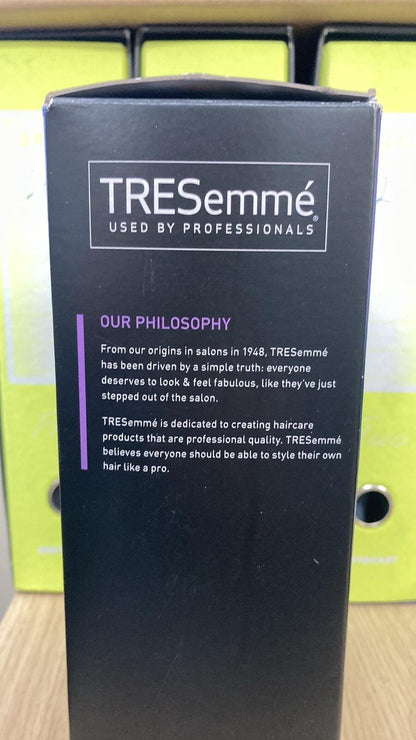 TRESemmé®
USED BY PROFESSIONALS
OUR PHILOSOPHY
From our origins in salons in 1948, TRESemmé
has been driven by a simple truth: everyone
deserves to look & feel fabulous, like they've just
stepped out of the salon.
TRESemmé is dedicated to creating haircare
products that are professional quality. TRESemmé
believes everyone should be able to style their own
hair like a pro.